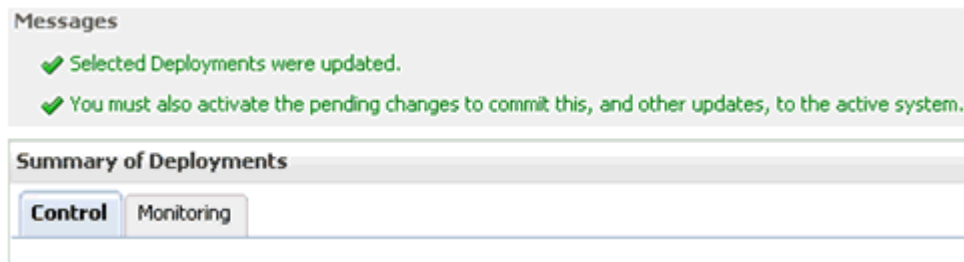 Messages
Selected Deployments were updated.
You must also activate the pending changes to commit this, and other updates, to the active system.
Summary of Deployments
Control Monitoring